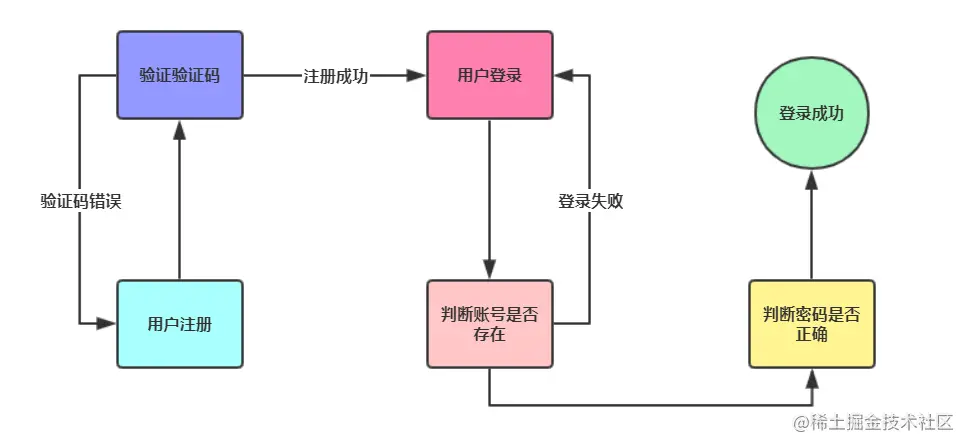 验证验证码
注册成功
用户登录
登录成功
验证码错误
登录失败
用户注册
判断账号是否
存在
判断密码是否
正确
@稀土掘金技术社区